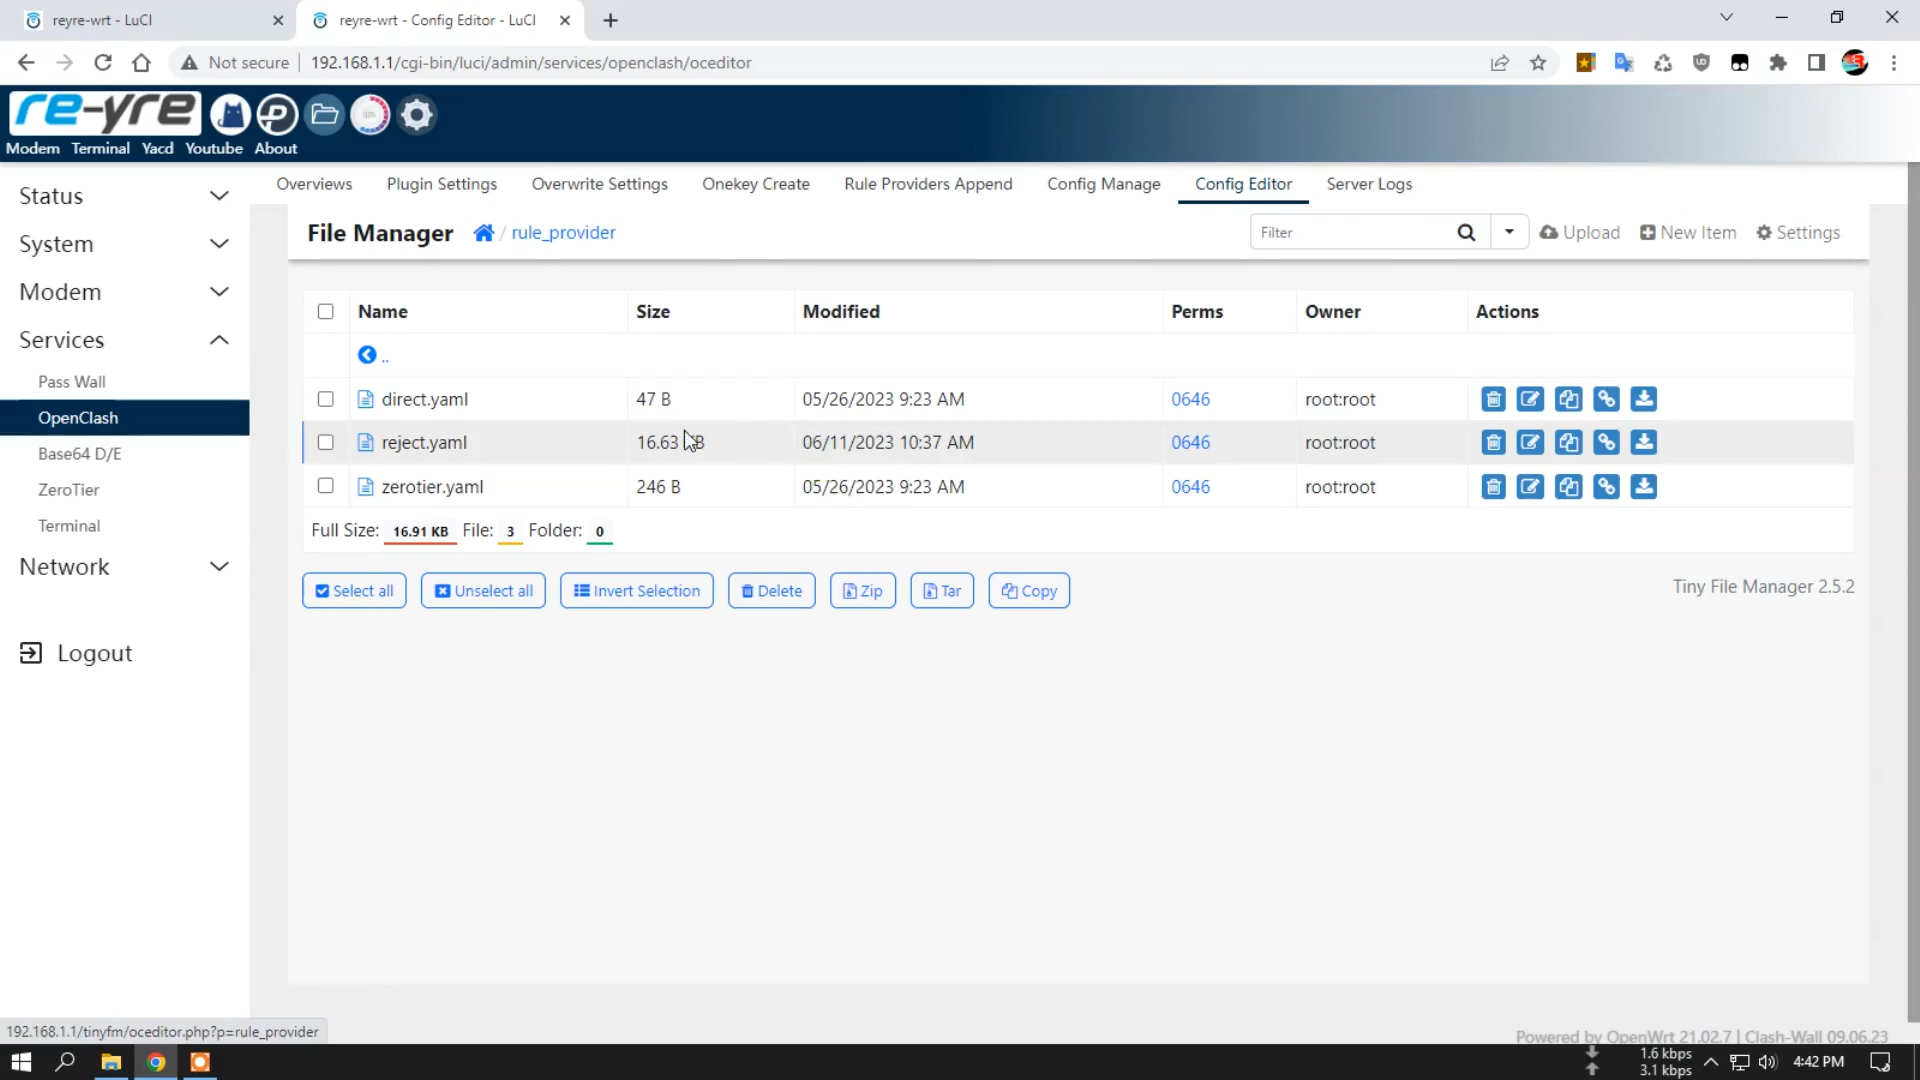 reyre-wrt - LuCI
reyre-wrt - Config Editor - LuCI
Not secure
192.168.1.1/cgi-bin/luci/admin/services/openclash/oceditor
re-yre
Modem Terminal Yacd Youtube About
Status
System
Modem
Services
Pass Wall
OpenClash
Base64 D/E
ZeroTier
Terminal
Network
Logout
Overviews Plugin Settings Overwrite Settings Onekey Create Rule Providers Append Config Manage Config Editor Server Logs
File Manager / rule_provider
Filter
Upload New Item Settings
Name Size Modified Perms Owner Actions
..
direct.yaml 47 B 05/26/2023 9:23 AM 0646 root:root
reject.yaml 16.63 KB 06/11/2023 10:37 AM 0646 root:root
zerotier.yaml 246 B 05/26/2023 9:23 AM 0646 root:root
Full Size: 16.91 KB File: 3 Folder: 0
Select all Unselect all Invert Selection Delete Zip Tar Copy
Tiny File Manager 2.5.2
192.168.1.1/tinyfm/oceditor.php?p=rule_provider
Powered by OpenWrt 21.02.7 | Clash-Wall 09.06.23
1.6 kbps
3.1 kbps
4:42 PM